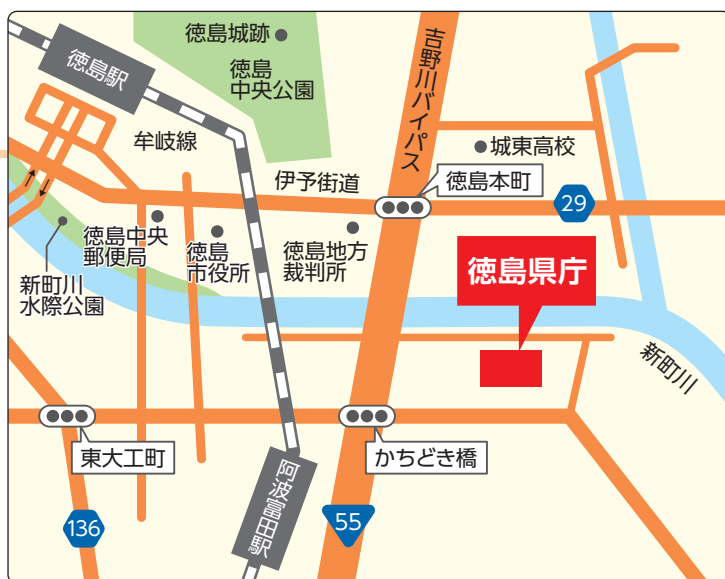 徳島城跡
徳島
中央公園
徳島駅
吉野川バイパス
牟岐線
城東高校
伊予街道
徳島本町
29
徳島中央
郵便局
徳島
市役所
徳島地方
裁判所
新町川
水際公園
徳島県庁
新町川
東大工町
かちどき橋
阿波富田駅
136
55